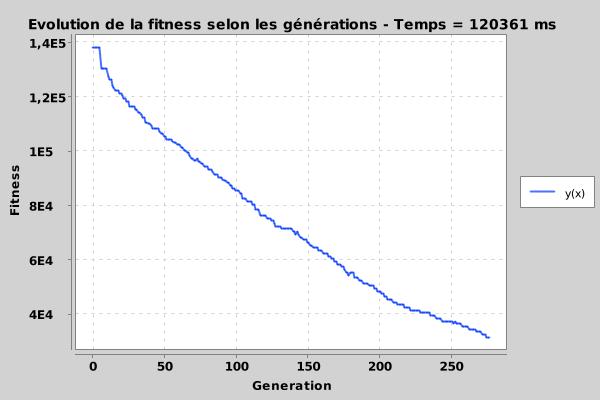 Evolution de la fitness selon les générations - Temps = 120361 ms
1,4E5
1,2E5
1E5
8E4
6E4
4E4
Fitness
y(x)
0 50 100 150 200 250
Generation